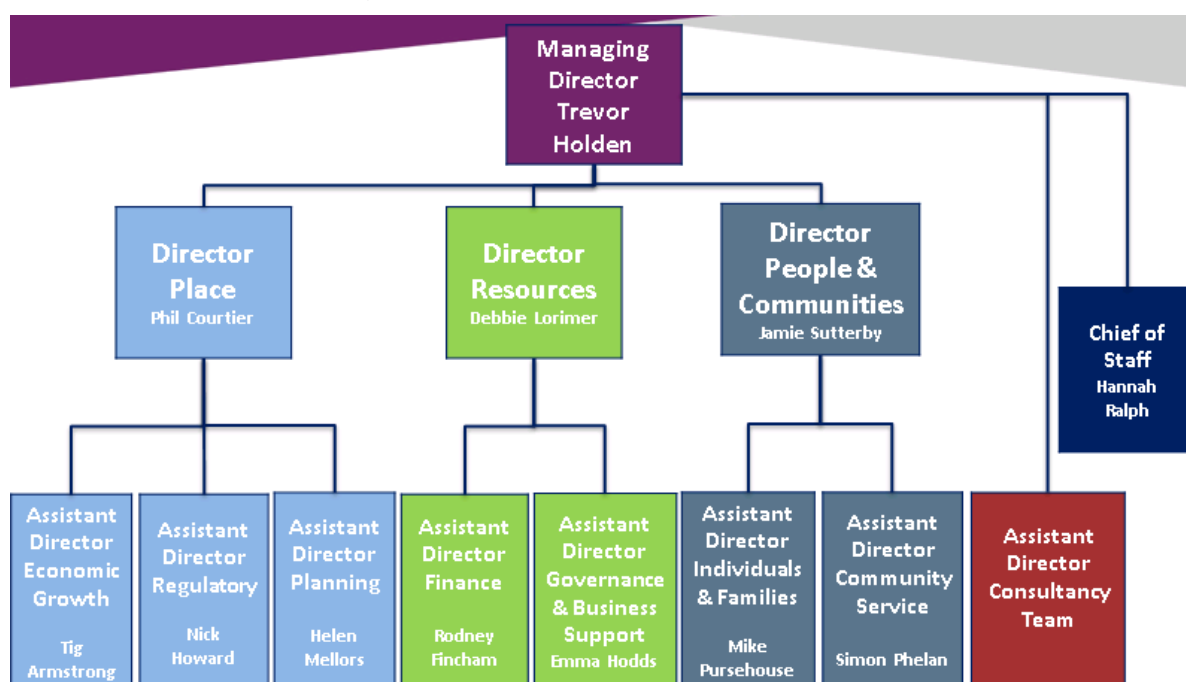 Managing
Director
Trevor
Holden
Director
Place
Phil Courtier
Director
Resources
Debbie Lorimer
Director
People &
Communities
Jamie Sutterby
Chief of
Staff
Hannah
Ralph
Assistant
Director
Economic
Growth
Tig
Armstrong
Assistant
Director
Regulatory
Nick
Howard
Assistant
Director
Planning
Helen
Mellors
Assistant
Director
Finance
Rodney
Fincham
Assistant
Director
Governance
& Business
Support
Emma Hodds
Assistant
Director
Individuals
& Families
Mike
Pursehouse
Assistant
Director
Community
Service
Simon Phelan
Assistant
Director
Consultancy
Team